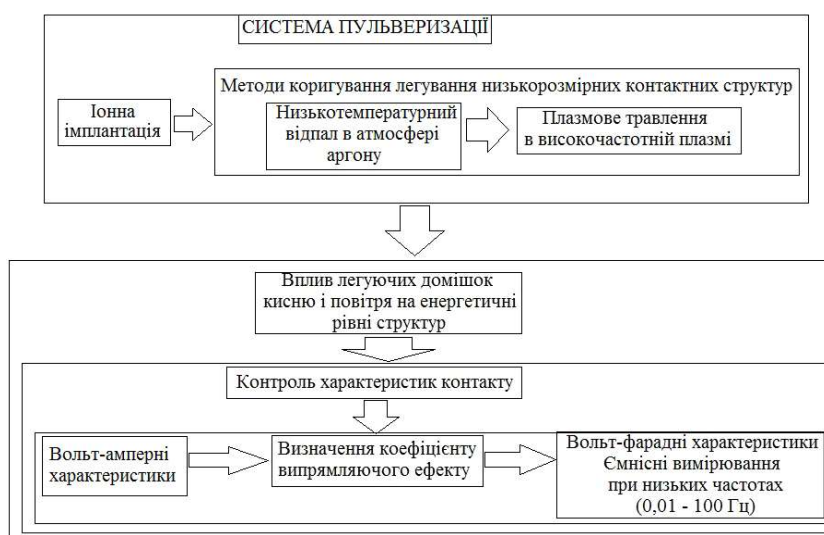 СИСТЕМА ПУЛЬВЕРИЗАЦІЇ
Методи коригування легування низькорозмірних контактних структур
Іонна
імплантація
Низькотемпературний
відпал в атмосфері
аргону
Плазмове травлення
в високочастотній плазмі
Вплив легуючих домішок
кисню і повітря на енергетичні
рівні структур
Контроль характеристик контакту
Вольт-амперні
характеристики
Визначення коефіцієнту
випрямляючого ефекту
Вольт-фарадні характеристики
Ємнісні вимірювання
при низьких частотах
(0,01 - 100 Гц)